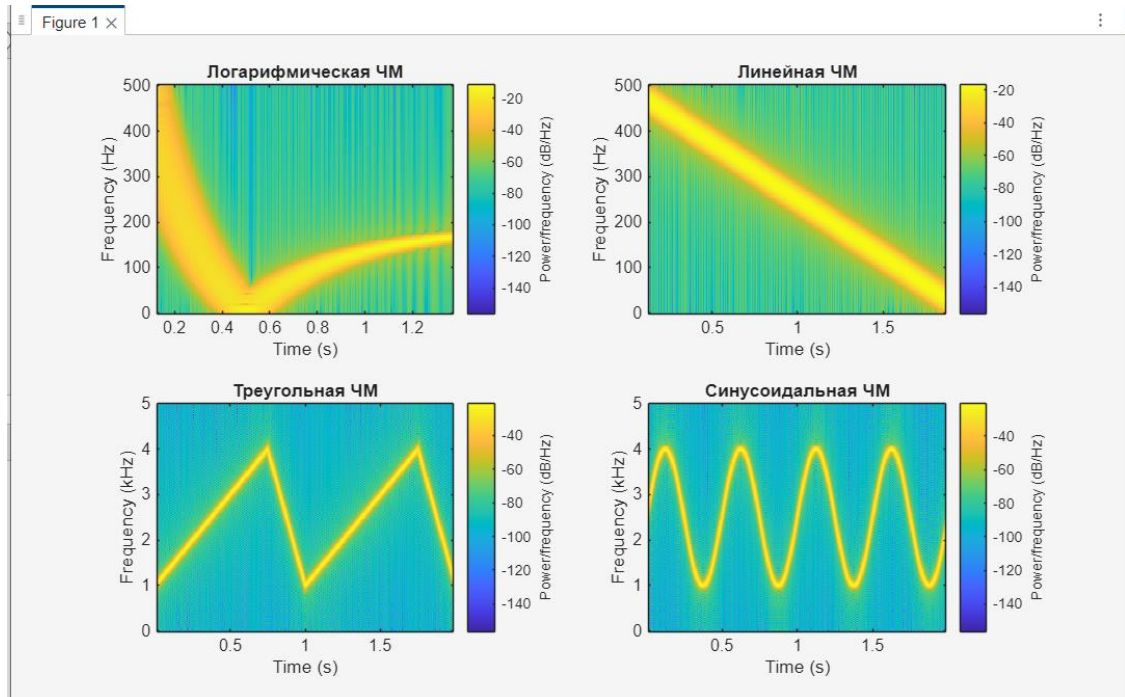 Figure 1
Логарифмическая ЧМ
500
400
300
200
100
0
Frequency (Hz)
0.2 0.4 0.6 0.8 1 1.2
Time (s)
-20
-40
-60
-80
-100
-120
-140
Power/frequency (dB/Hz)
Линейная ЧМ
500
400
300
200
100
0
Frequency (Hz)
0.5 1 1.5
Time (s)
-20
-40
-60
-80
-100
-120
-140
Power/frequency (dB/Hz)
Треугольная ЧМ
5
4
3
2
1
0
Frequency (kHz)
0.5 1 1.5
Time (s)
-40
-60
-80
-100
-120
-140
Power/frequency (dB/Hz)
Синусоидальная ЧМ
5
4
3
2
1
0
Frequency (kHz)
0.5 1 1.5
Time (s)
-40
-60
-80
-100
-120
-140
Power/frequency (dB/Hz)